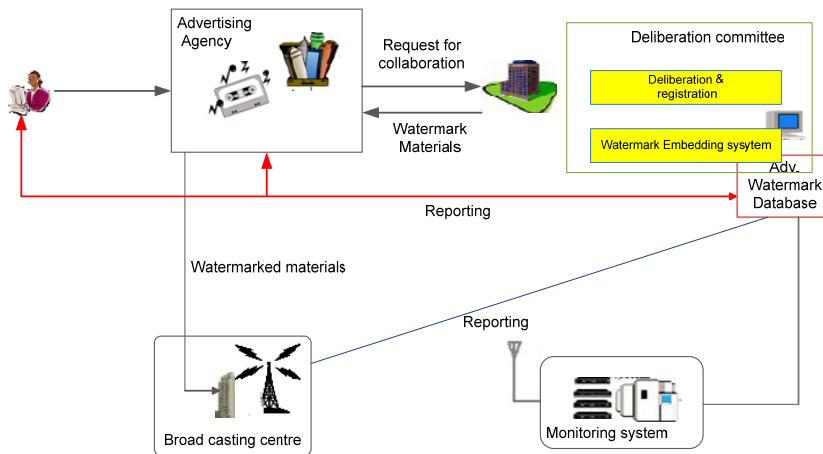 Advertising
Agency
Request for
collaboration
Watermark
Materials
Deliberation committee
Deliberation &
registration
Watermark Embedding sysytem
Adv.
Watermark
Database
Reporting
Watermarked materials
Reporting
Broad casting centre
Monitoring system